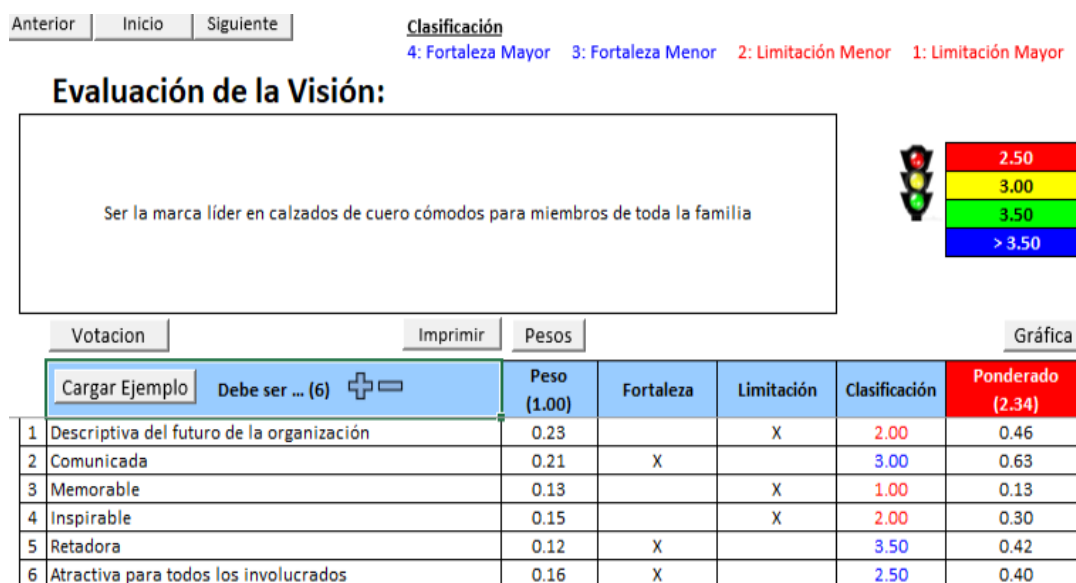 Anterior Inicio Siguiente
Clasificación
4: Fortaleza Mayor 3: Fortaleza Menor 2: Limitación Menor 1: Limitación Mayor
Evaluación de la Visión:
Ser la marca líder en calzados de cuero cómodos para miembros de toda la familia
2.50
3.00
3.50
> 3.50
Votacion Imprimir Pesos Gráfica
Cargar Ejemplo Debe ser ... (6) Peso (1.00) Fortaleza Limitación Clasificación Ponderado (2.34)
1 Descriptiva del futuro de la organización 0.23 X 2.00 0.46
2 Comunicada 0.21 X 3.00 0.63
3 Memorable 0.13 X 1.00 0.13
4 Inspirable 0.15 X 2.00 0.30
5 Retadora 0.12 X 3.50 0.42
6 Atractiva para todos los involucrados 0.16 X 2.50 0.40